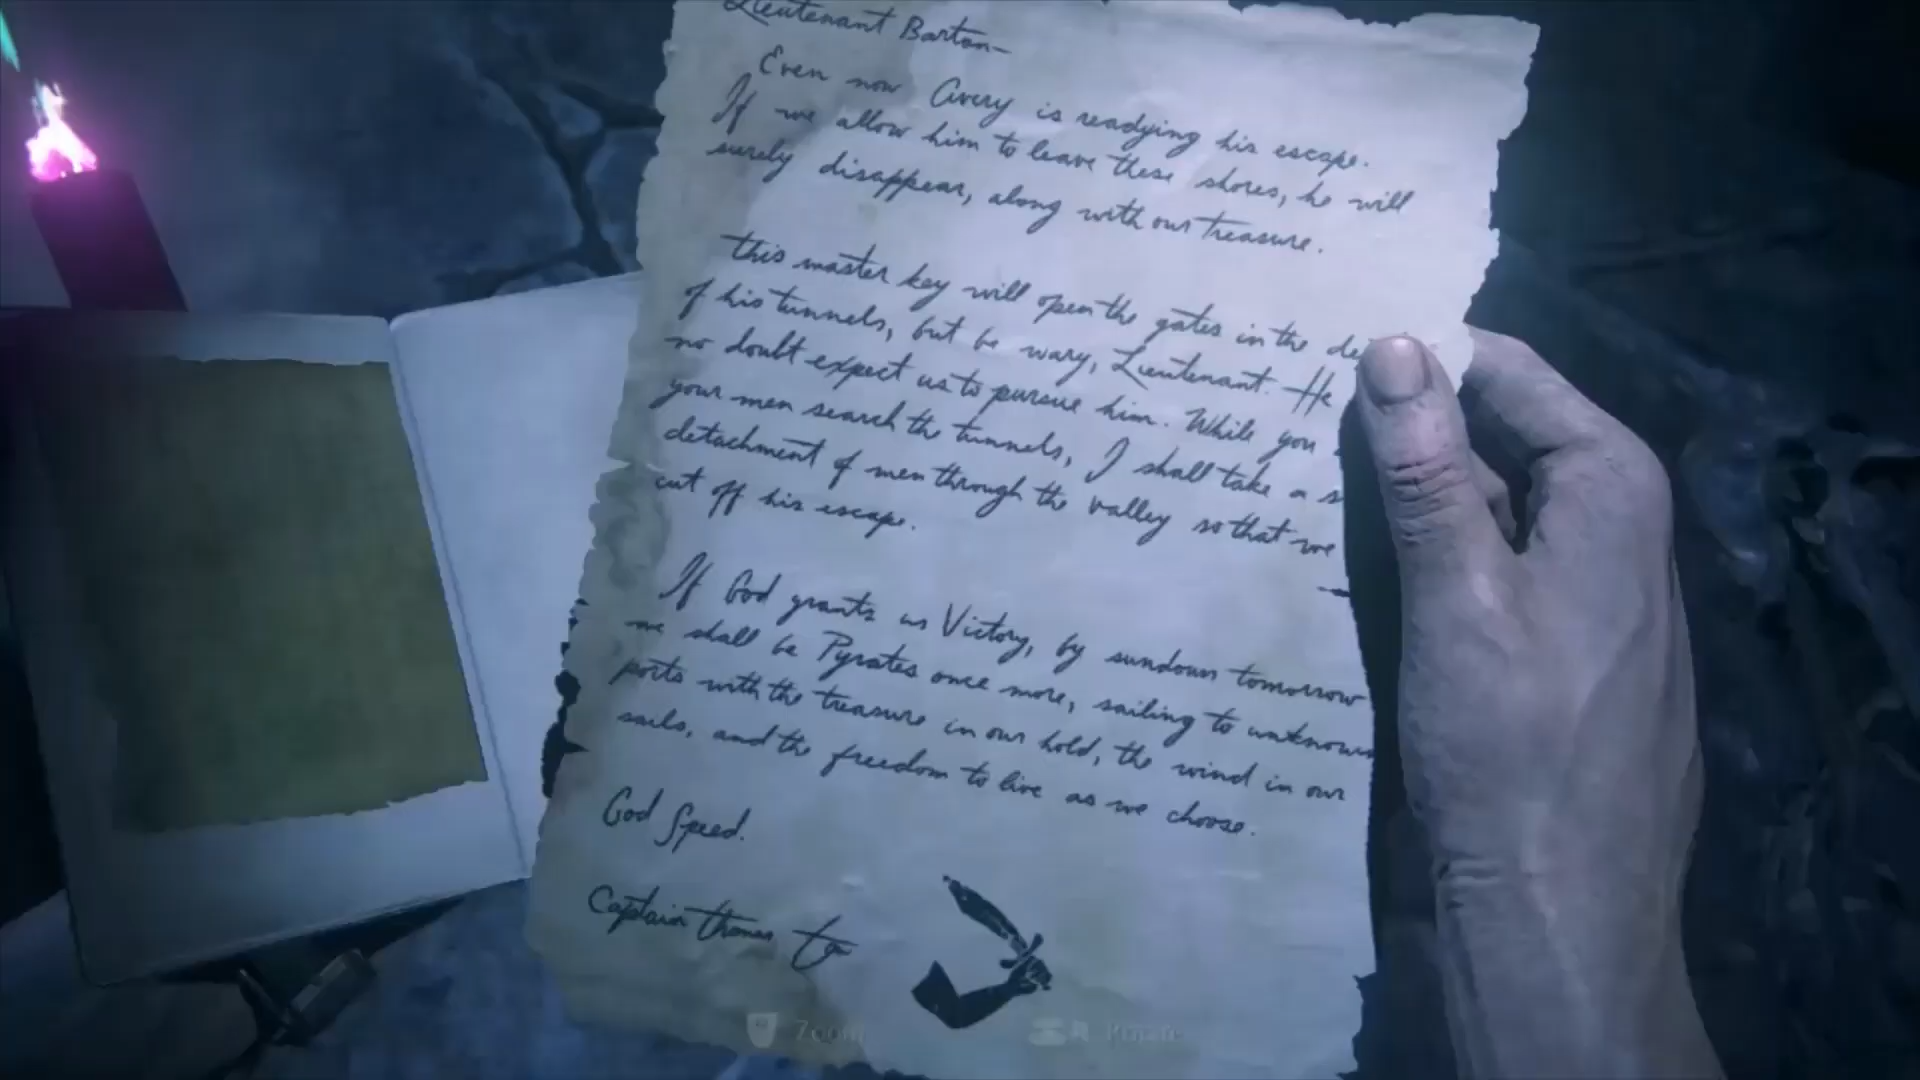 Lieutenant Barton-
Even now Avery is readying his escape.
If we allow him to leave these shores, he will
surely disappear, along with our treasure.
This master key will open the gates in the de
of his tunnels, but be wary, Lieutenant. He
no doubt expect us to pursue him. While you
your men search the tunnels, I shall take a s
detachment of men through the valley so that we
cut off his escape.
If God grants us Victory, by sundown tomorrow
we shall be Pyrates once more, sailing to unknown
ports with the treasure in our hold, the wind in our
sails, and the freedom to live as we choose.
God Speed.
Captain Thomas
Zoom
Rotate